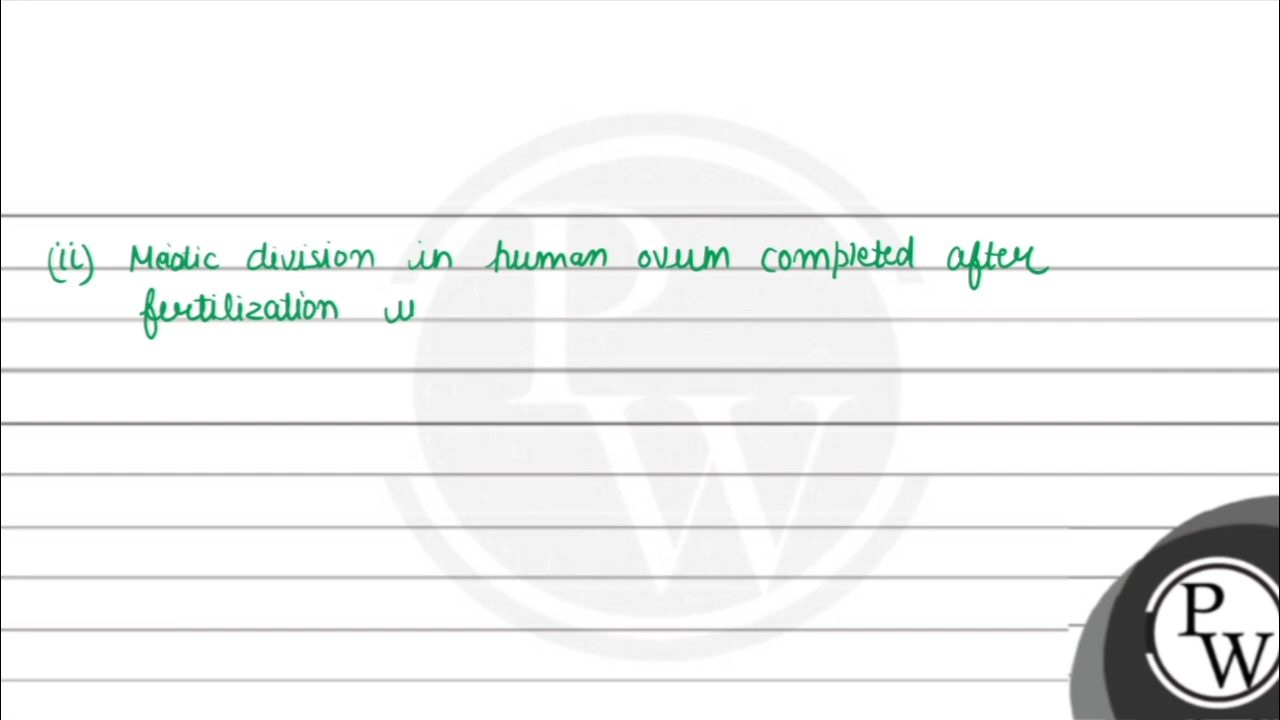 (ii) Meiotic division in human ovum completed after
fertilization
P
W
P
W